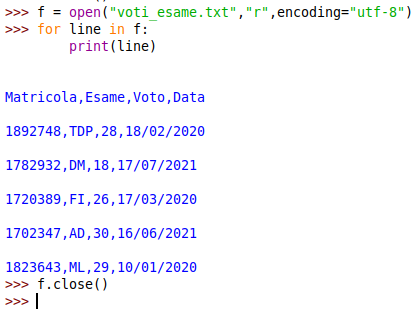 >>> f = open("voti_esame.txt","r",encoding="utf-8")
>>> for line in f:
        print(line)
Matricola,Esame,Voto,Data
1892748,TDP,28,18/02/2020
1782932,DM,18,17/07/2021
1720389,FI,26,17/03/2020
1702347,AD,30,16/06/2021
1823643,ML,29,10/01/2020
>>> f.close()
>>>